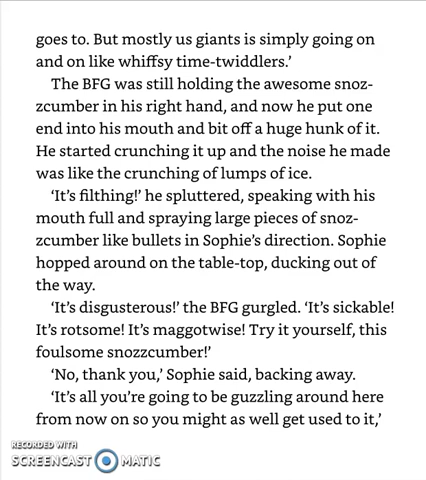 goes to. But mostly us giants is simply going on
and on like whiffsy time-twiddlers.’
The BFG was still holding the awesome snoz-
zcumber in his right hand, and now he put one
end into his mouth and bit off a huge hunk of it.
He started crunching it up and the noise he made
was like the crunching of lumps of ice.
‘It’s filthing!’ he spluttered, speaking with his
mouth full and spraying large pieces of snoz-
zcumber like bullets in Sophie’s direction. Sophie
hopped around on the table-top, ducking out of
the way.
‘It’s disgusterous!’ the BFG gurgled. ‘It’s sickable!
It’s rotsome! It’s maggotwise! Try it yourself, this
foulsome snozzcumber!’
‘No, thank you,’ Sophie said, backing away.
‘It’s all you’re going to be guzzling around here
from now on so you might as well get used to it,’
RECORDED WITH
SCREENCAST MATIC